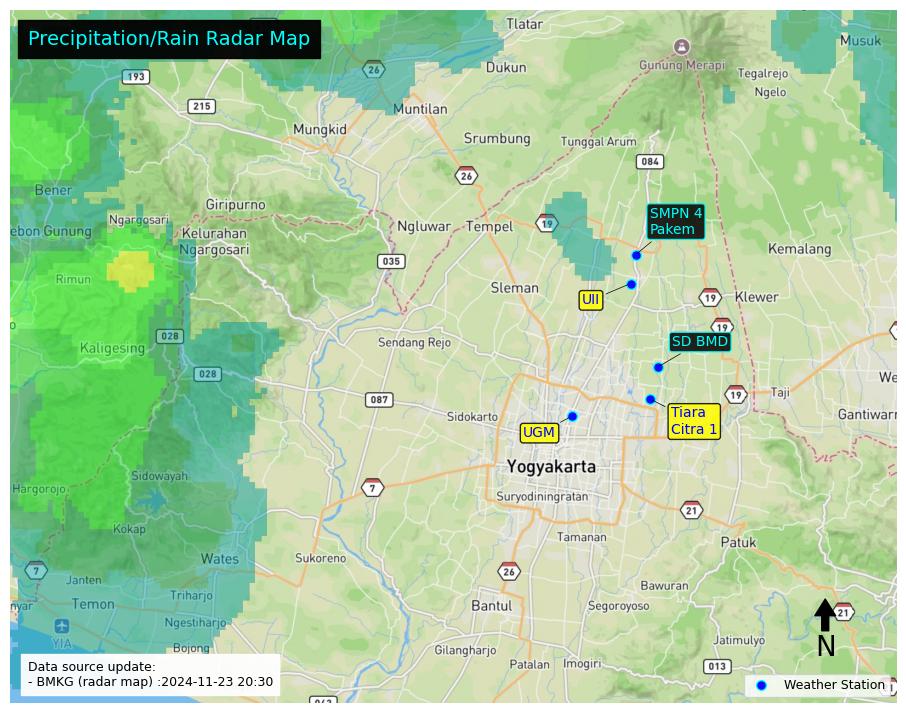 Precipitation/Rain Radar Map
Tlatar
Musuk
Gunung Merapi
26
193
Dukun
Tegalrejo
Ngelo
215
Muntilan
Mungkid
Srumbung
Tunggal Arum
084
26
Bener
Giripurno
Ngargosari
SMPN 4
Pakem
ebon Gunung
Kelurahan
Ngargosari
Ngluwar
Tempel
19
Kemalang
035
Rimun
Sleman
UII
19
Klewer
19
028
Kaligesing
Sendang Rejo
SD BMD
028
087
Taji
19
We
Sidokarto
Tiara
Citra 1
Gantiwarn
UGM
Yogyakarta
Sidowayah
Hargorojo
7
Suryodiningratan
21
Kokap
Tamanan
Patuk
Wates
Sukoreno
7
26
Janten
Bawuran
Triharjo
nyar
Temon
Bantul
Segoroyoso
21
Ngestiharjo
YIA
N
Jatimulyo
Bojong
Gilangharjo
Patalan
Imogiri
013
Data source update:
- BMKG (radar map) :2024-11-23 20:30
Weather Station